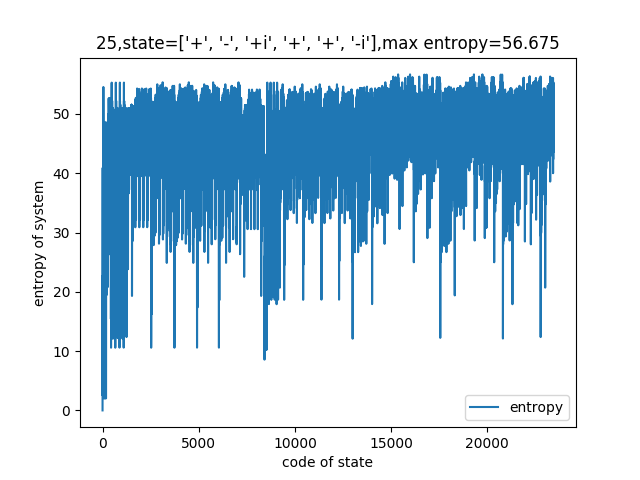 25,state=['+', '-', '+i', '+', '+', '-i'],max entropy=56.675
50
40
30
20
10
0
entropy of system
entropy
0 5000 10000 15000 20000
code of state